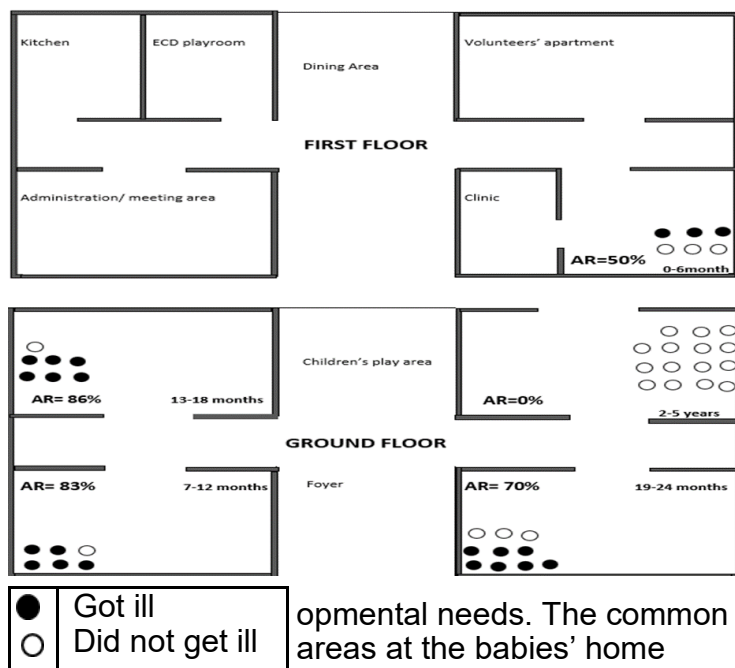 Kitchen
ECD playroom
Dining Area
Volunteers’ apartment
FIRST FLOOR
Administration/ meeting area
Clinic
AR=50%
0-6month
Children’s play area
AR= 86%
13-18 months
AR=0%
2-5 years
GROUND FLOOR
AR= 83%
7-12 months
Foyer
AR= 70%
19-24 months
Got ill
Did not get ill
opmental needs. The common
areas at the babies’ home